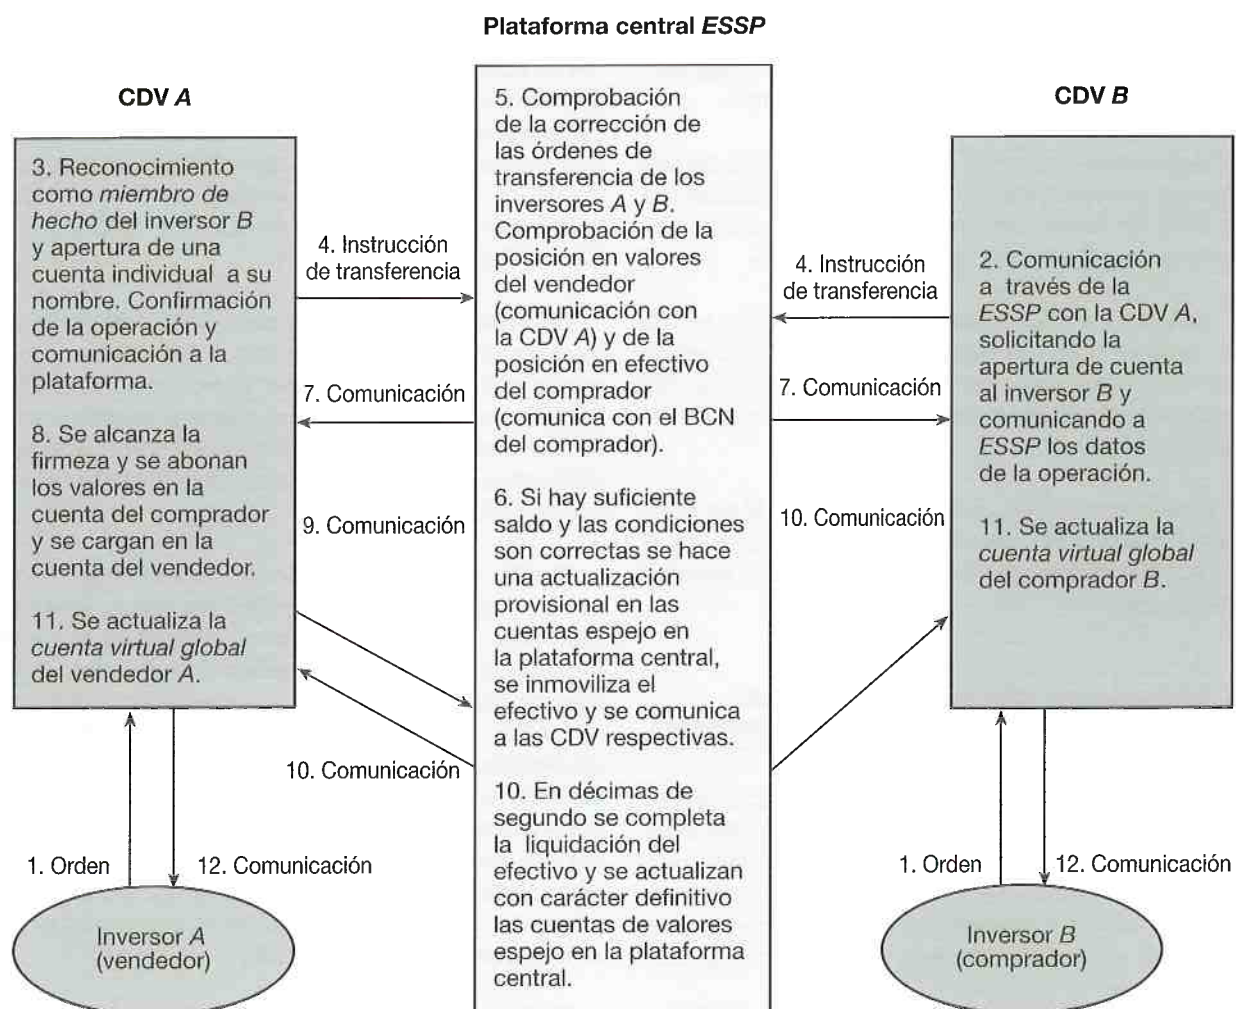 Plataforma central ESSP
CDV A
3. Reconocimiento
como miembro de
hecho del inversor B
y apertura de una
cuenta individual a su
nombre. Confirmación
de la operación y
comunicación a la
plataforma.
8. Se alcanza la
firmeza y se abonan
los valores en la
cuenta del comprador
y se cargan en la
cuenta del vendedor.
11. Se actualiza la
cuenta virtual global
del vendedor A.
4. Instrucción
de transferencia
7. Comunicación
9. Comunicación
10. Comunicación
5. Comprobación
de la corrección de
las órdenes de
transferencia de los
inversores A y B.
Comprobación de la
posición en valores
del vendedor
(comunicación con
la CDV A) y de la
posición en efectivo
del comprador
(comunica con el BCN
del comprador).
6. Si hay suficiente
saldo y las condiciones
son correctas se hace
una actualización
provisional en las
cuentas espejo en
la plataforma central,
se inmoviliza el
efectivo y se comunica
a las CDV respectivas.
10. En décimas de
segundo se completa
la liquidación del
efectivo y se actualizan
con carácter definitivo
las cuentas de valores
espejo en la plataforma
central.
4. Instrucción
de transferencia
7. Comunicación
10. Comunicación
CDV B
2. Comunicación
a través de la
ESSP con la CDV A,
solicitando la
apertura de cuenta
al inversor B y
comunicando a
ESSP los datos
de la operación.
11. Se actualiza la
cuenta virtual global
del comprador B.
1. Orden
12. Comunicación
Inversor A
(vendedor)
1. Orden
12. Comunicación
Inversor B
(comprador)